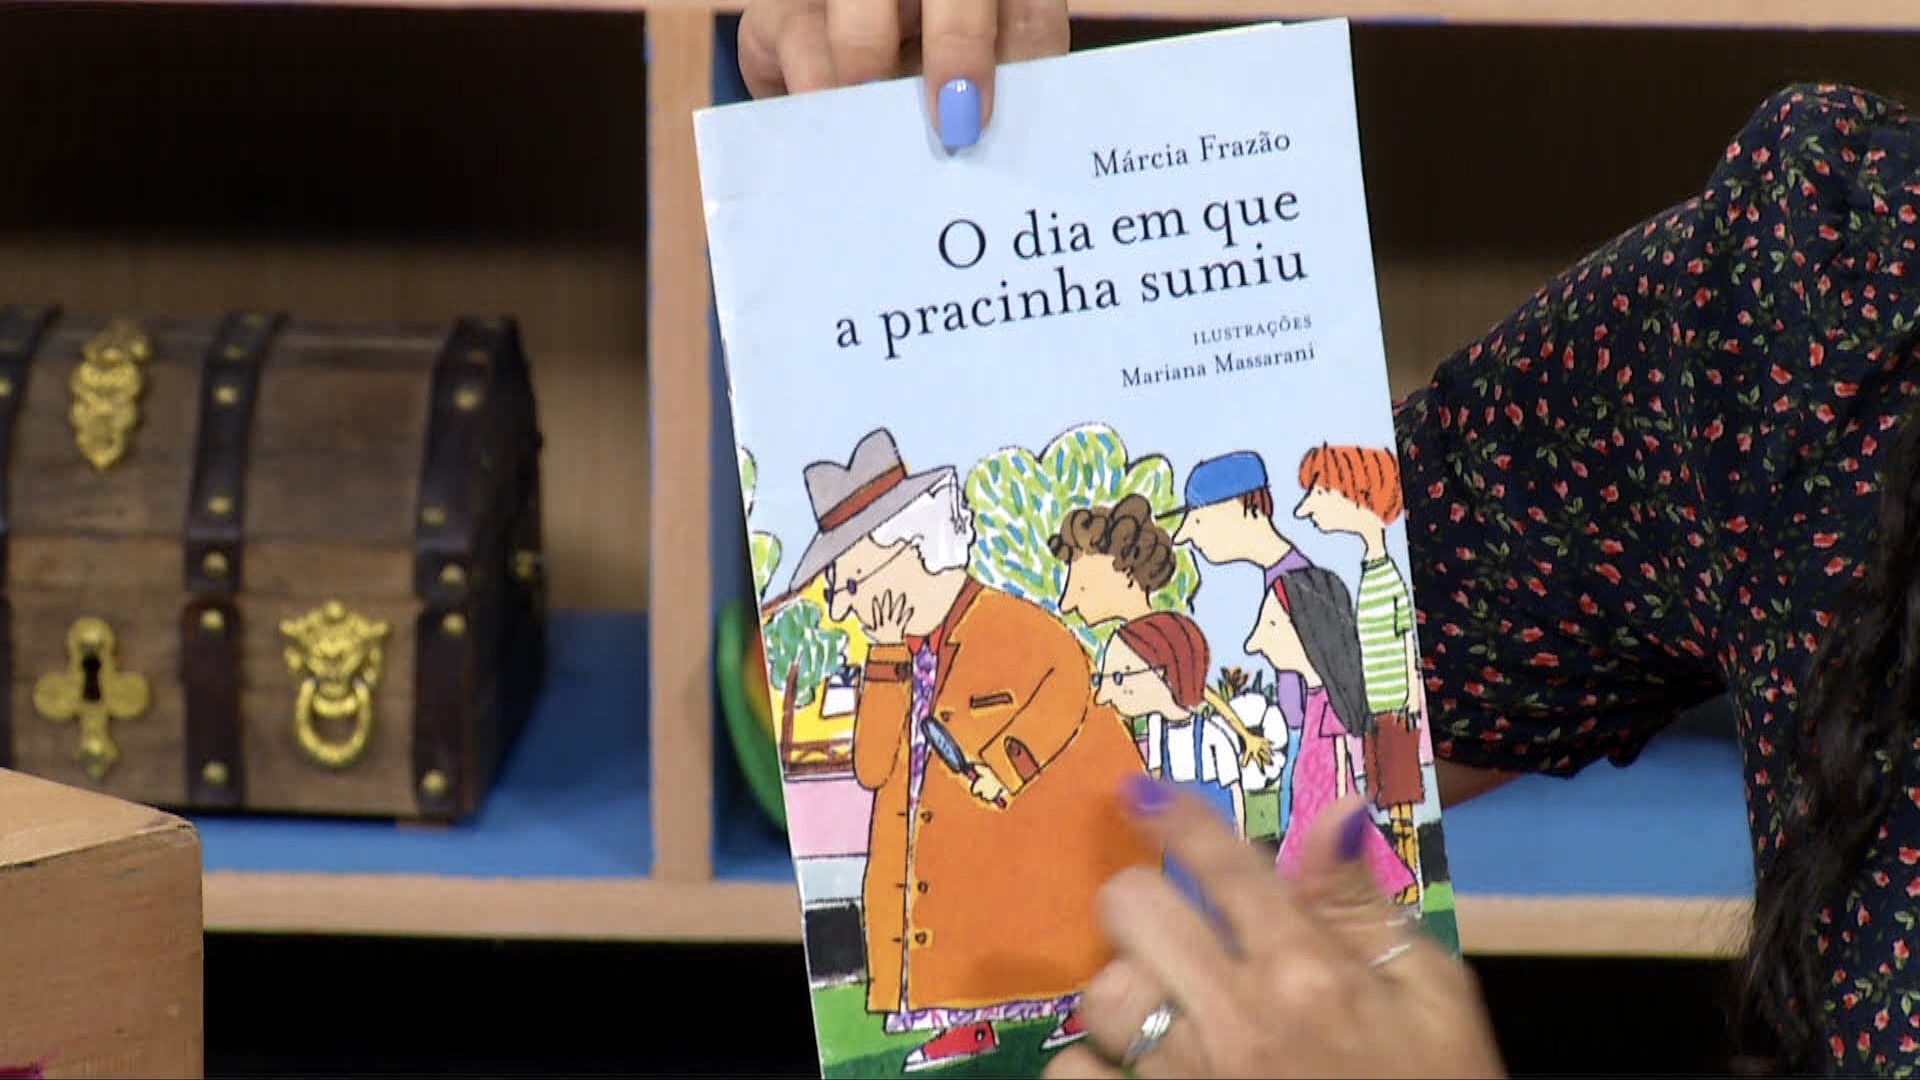 Márcia Frazão
O dia em que
a pracinha sumiu
ILUSTRAÇÕES
Mariana Massarani